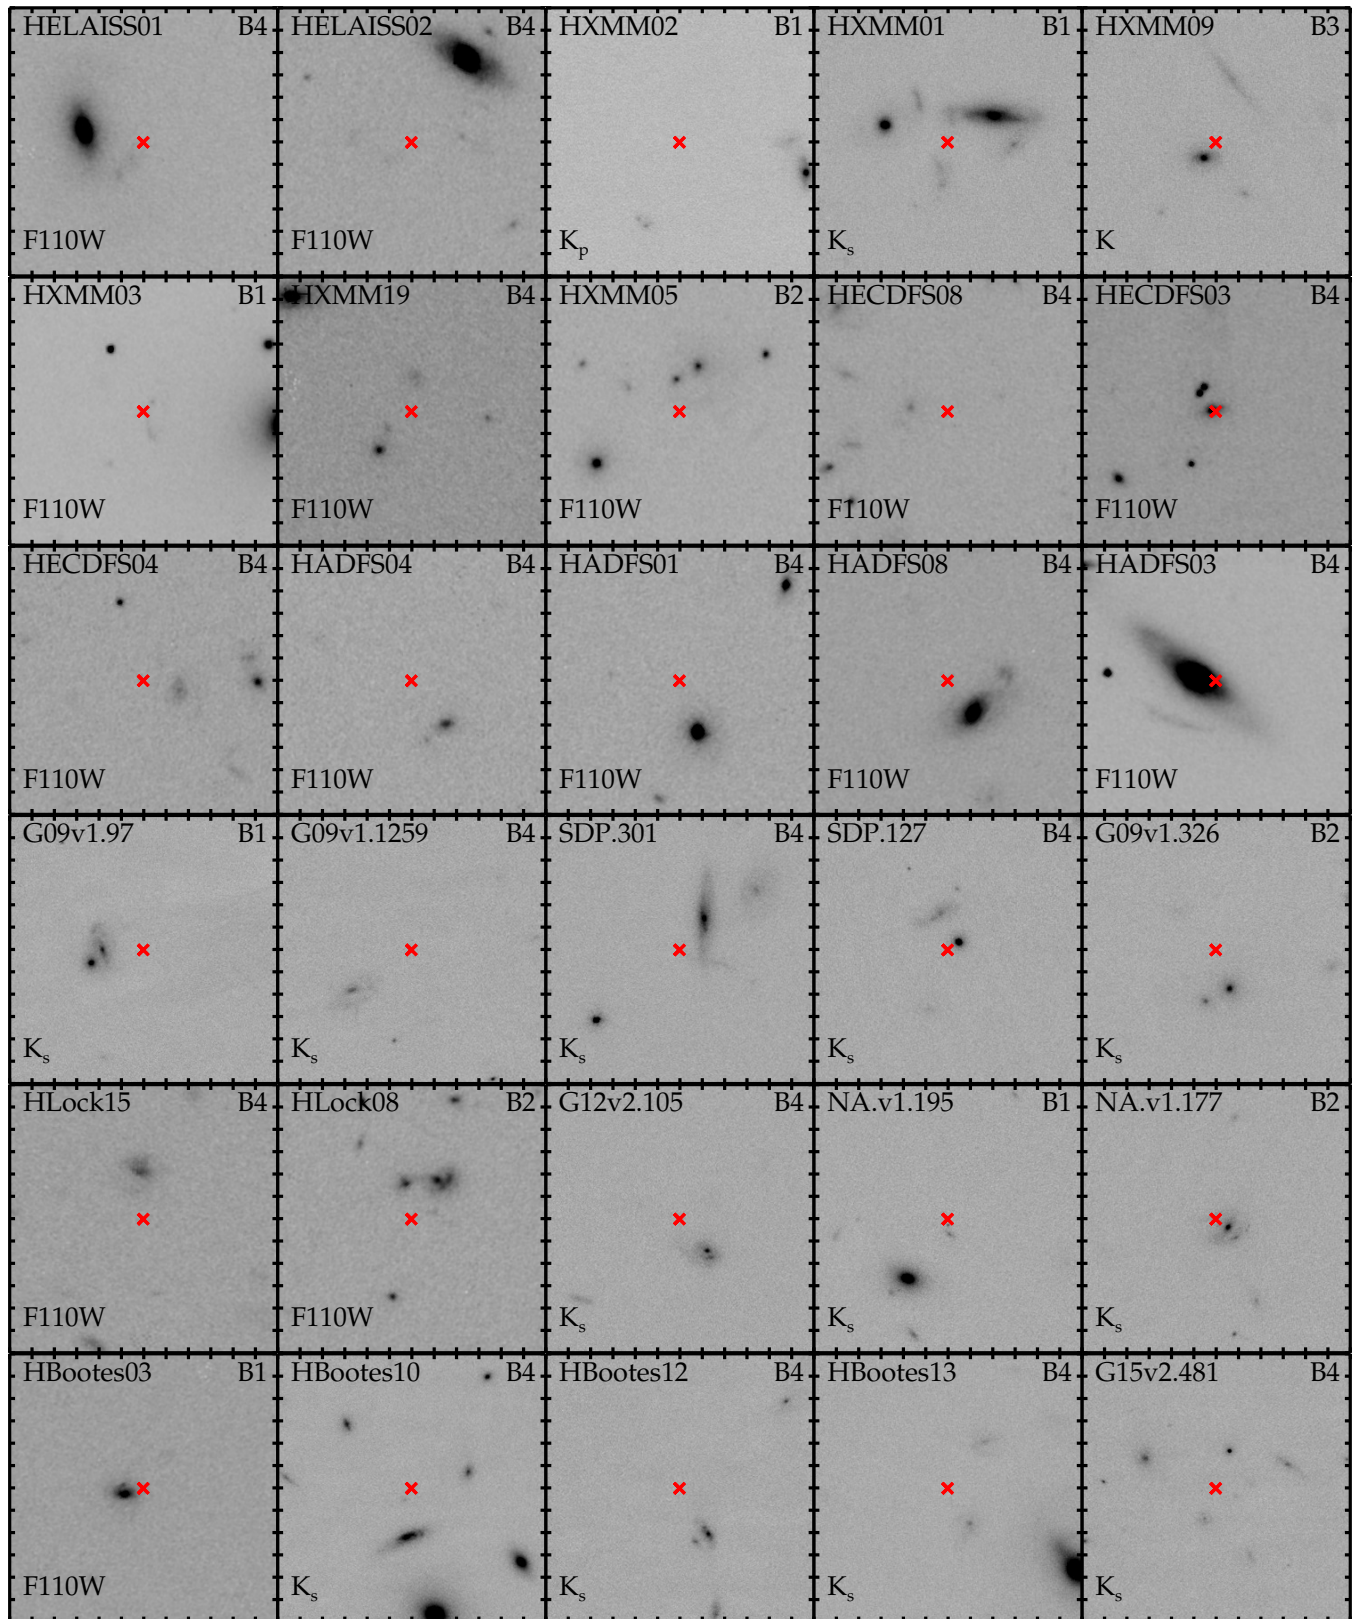 HELAISS01 B4 HELAISS02 B4 HXMM02 B1 HXMM01 B1 HXMM09 B3
F110W F110W Kp Ks K
HXMM03 B1 HXMM19 B4 HXMM05 B2 HECDFS08 B4 HECDFS03 B4
F110W F110W F110W F110W F110W
HECDFS04 B4 HADFS04 B4 HADFS01 B4 HADFS08 B4 HADFS03 B4
F110W F110W F110W F110W F110W
G09v1.97 B1 G09v1.1259 B4 SDP.301 B4 SDP.127 B4 G09v1.326 B2
Ks Ks Ks Ks Ks
HLock15 B4 HLock08 B2 G12v2.105 B4 NA.v1.195 B1 NA.v1.177 B2
F110W F110W Ks Ks Ks
HBootes03 B1 HBootes10 B4 HBootes12 B4 HBootes13 B4 G15v2.481 B4
F110W Ks Ks Ks Ks